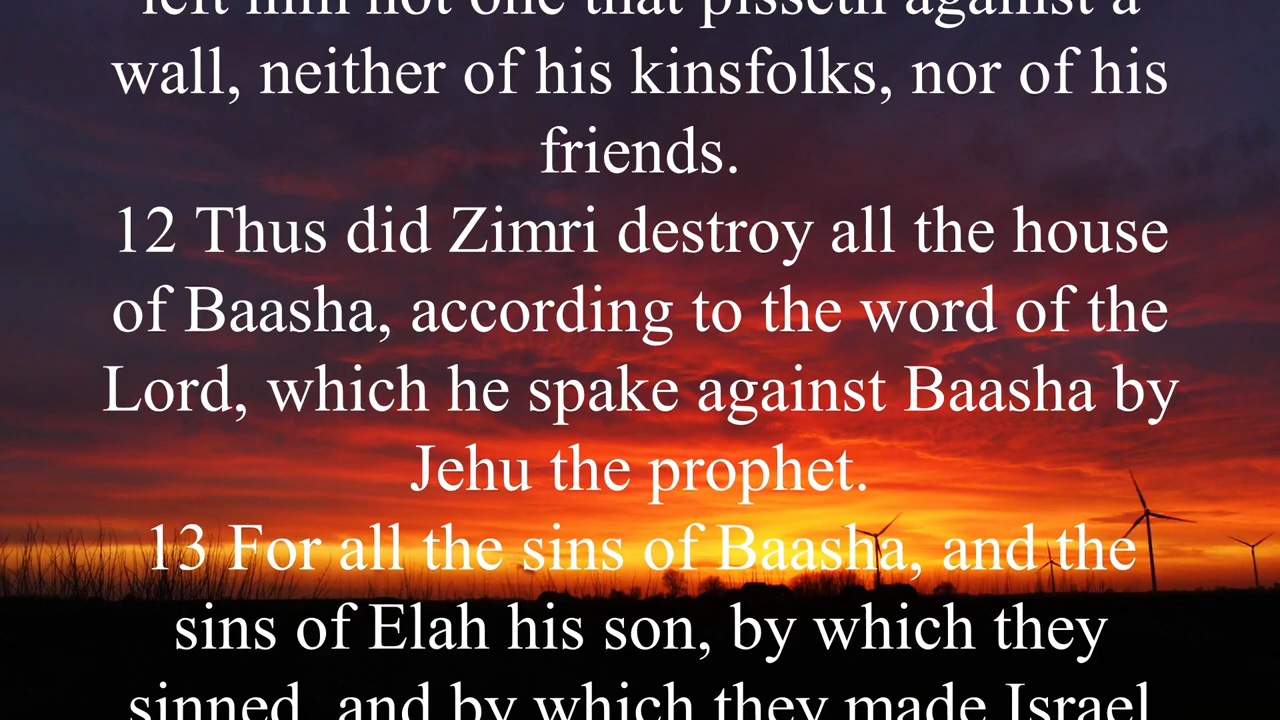 left him not one that pisseth against a
wall, neither of his kinsfolks, nor of his
friends.
12 Thus did Zimri destroy all the house
of Baasha, according to the word of the
Lord, which he spake against Baasha by
Jehu the prophet.
13 For all the sins of Baasha, and the
sins of Elah his son, by which they
sinned, and by which they made Israel